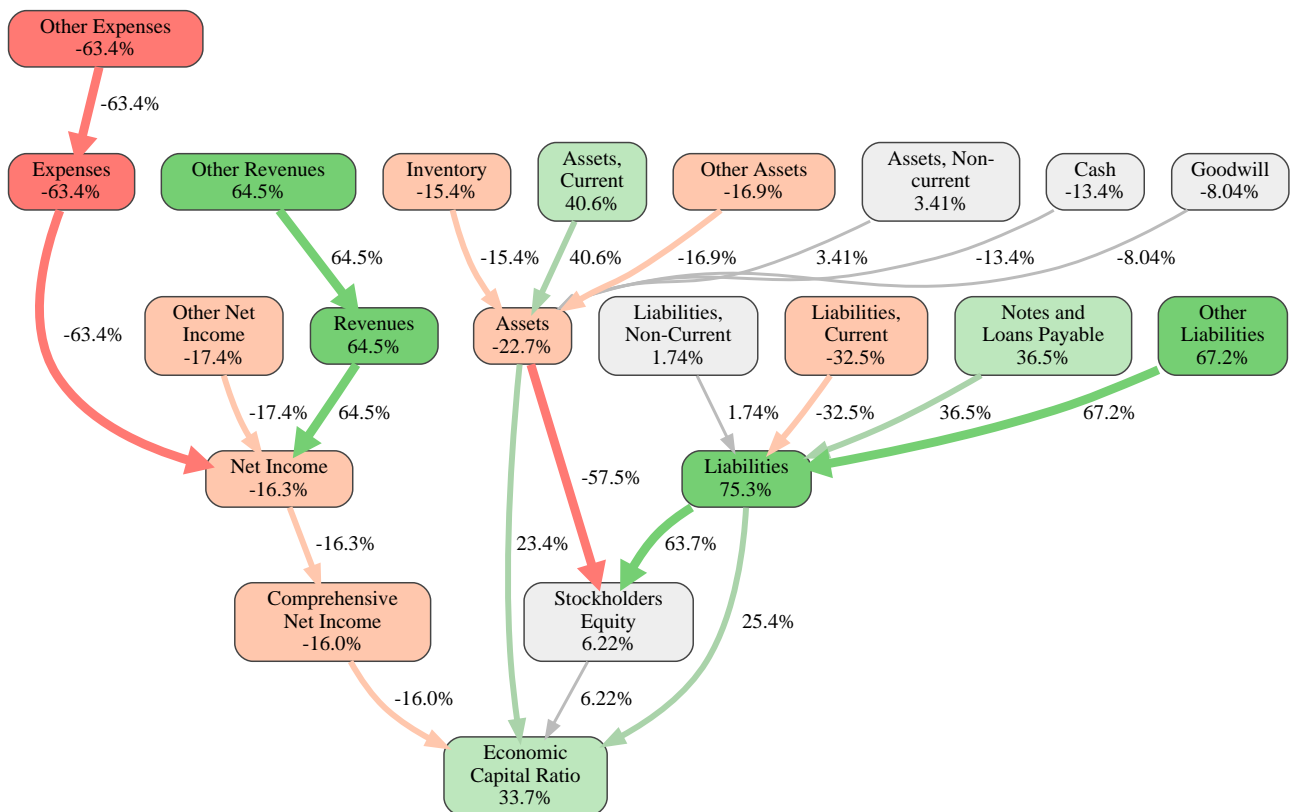 Other Expenses
-63.4%
-63.4%
Expenses
-63.4%
Other Revenues
64.5%
Inventory
-15.4%
Assets,
Current
40.6%
Other Assets
-16.9%
Assets, Non-
current
3.41%
Cash
-13.4%
Goodwill
-8.04%
64.5%
-15.4%
40.6%
-16.9%
3.41%
-13.4%
-8.04%
-63.4%
Other Net
Income
-17.4%
Revenues
64.5%
Assets
-22.7%
Liabilities,
Non-Current
1.74%
Liabilities,
Current
-32.5%
Notes and
Loans Payable
36.5%
Other
Liabilities
67.2%
-17.4%
64.5%
1.74%
-32.5%
36.5%
67.2%
Net Income
-16.3%
-57.5%
Liabilities
75.3%
-16.3%
23.4%
63.7%
Comprehensive
Net Income
-16.0%
Stockholders
Equity
6.22%
25.4%
-16.0%
6.22%
Economic
Capital Ratio
33.7%